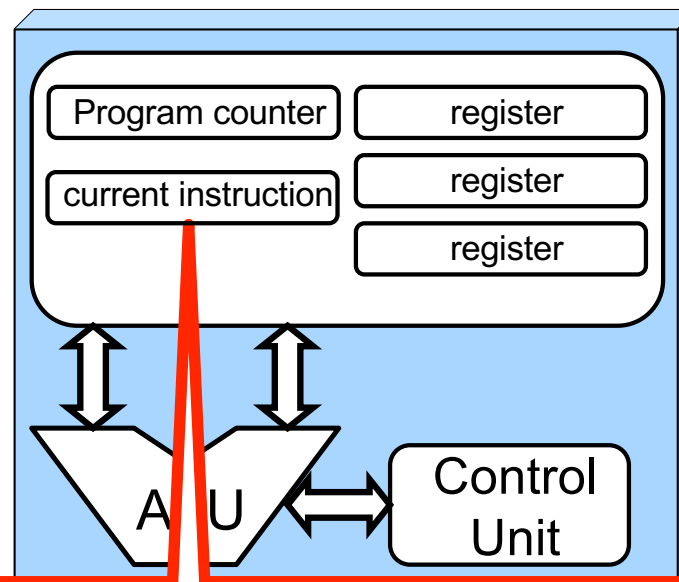 Program counter
register
current instruction
register
register
A U
Control
Unit